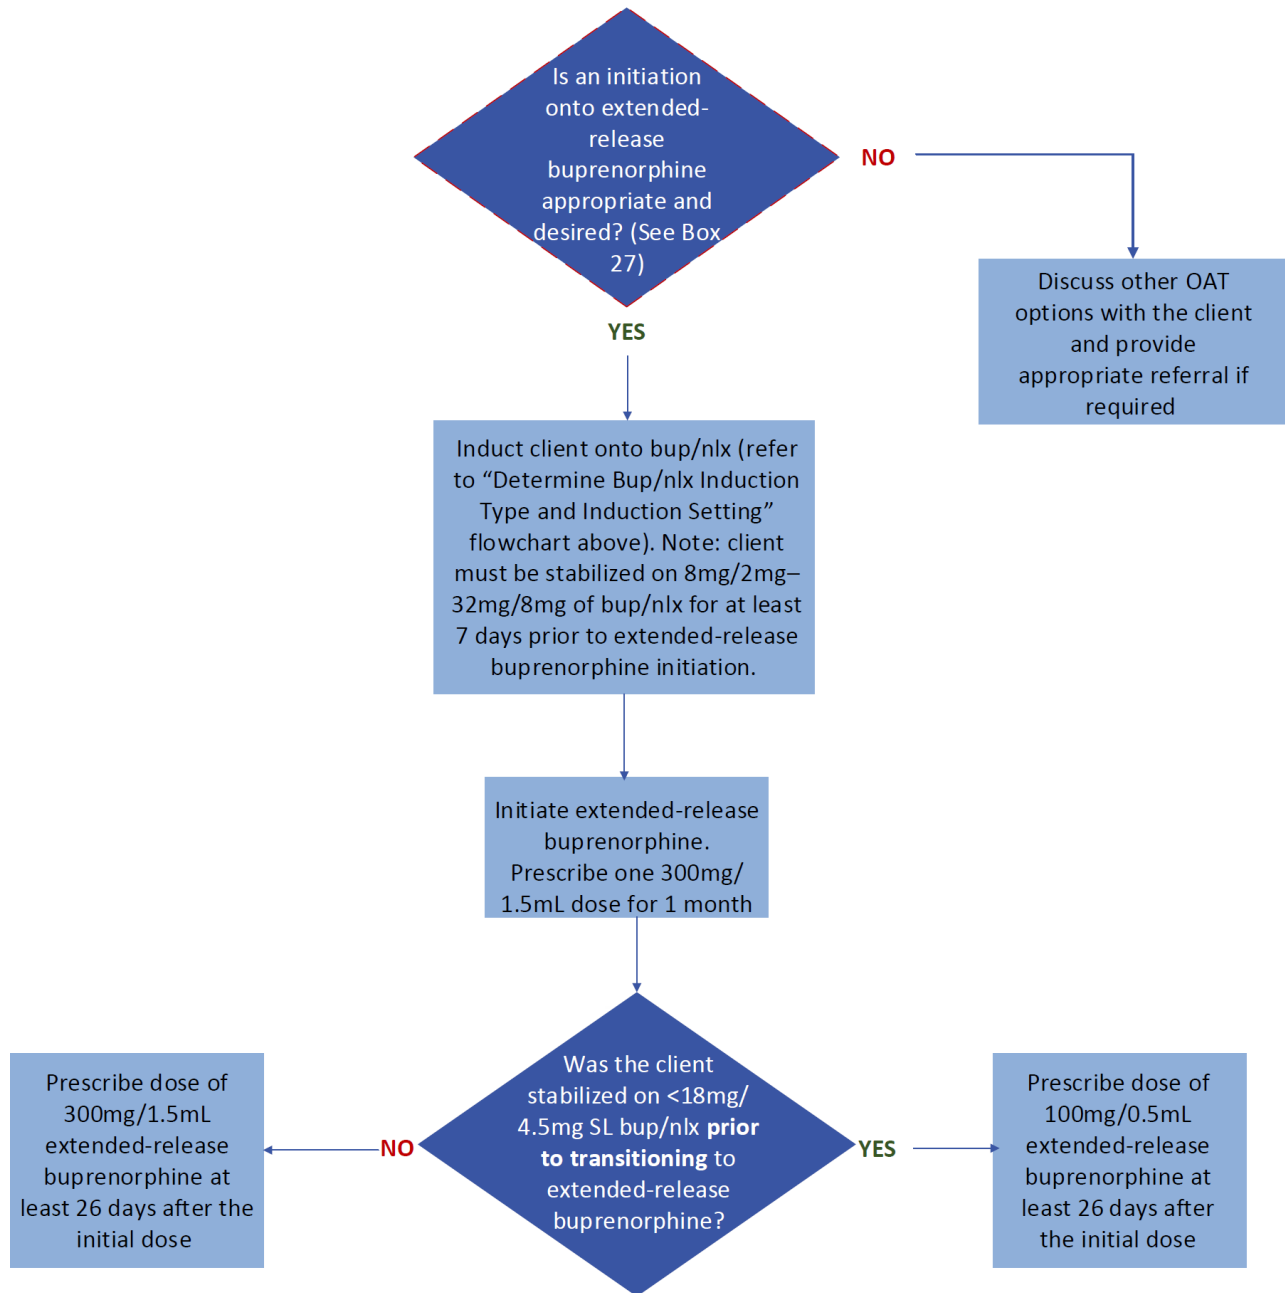 Is an initiation
onto extended-
release
buprenorphine
appropriate and
desired? (See Box
27)
NO
Discuss other OAT
options with the client
and provide
appropriate referral if
required
YES
Induct client onto bup/nlx (refer
to “Determine Bup/nlx Induction
Type and Induction Setting”
flowchart above). Note: client
must be stabilized on 8mg/2mg–
32mg/8mg of bup/nlx for at least
7 days prior to extended-release
buprenorphine initiation.
Initiate extended-release
buprenorphine.
Prescribe one 300mg/
1.5mL dose for 1 month
Was the client
stabilized on <18mg/
4.5mg SL bup/nlx prior
to transitioning to
extended-release
buprenorphine?
NO
Prescribe dose of
300mg/1.5mL
extended-release
buprenorphine at
least 26 days after the
initial dose
YES
Prescribe dose of
100mg/0.5mL
extended-release
buprenorphine at
least 26 days after
the initial dose